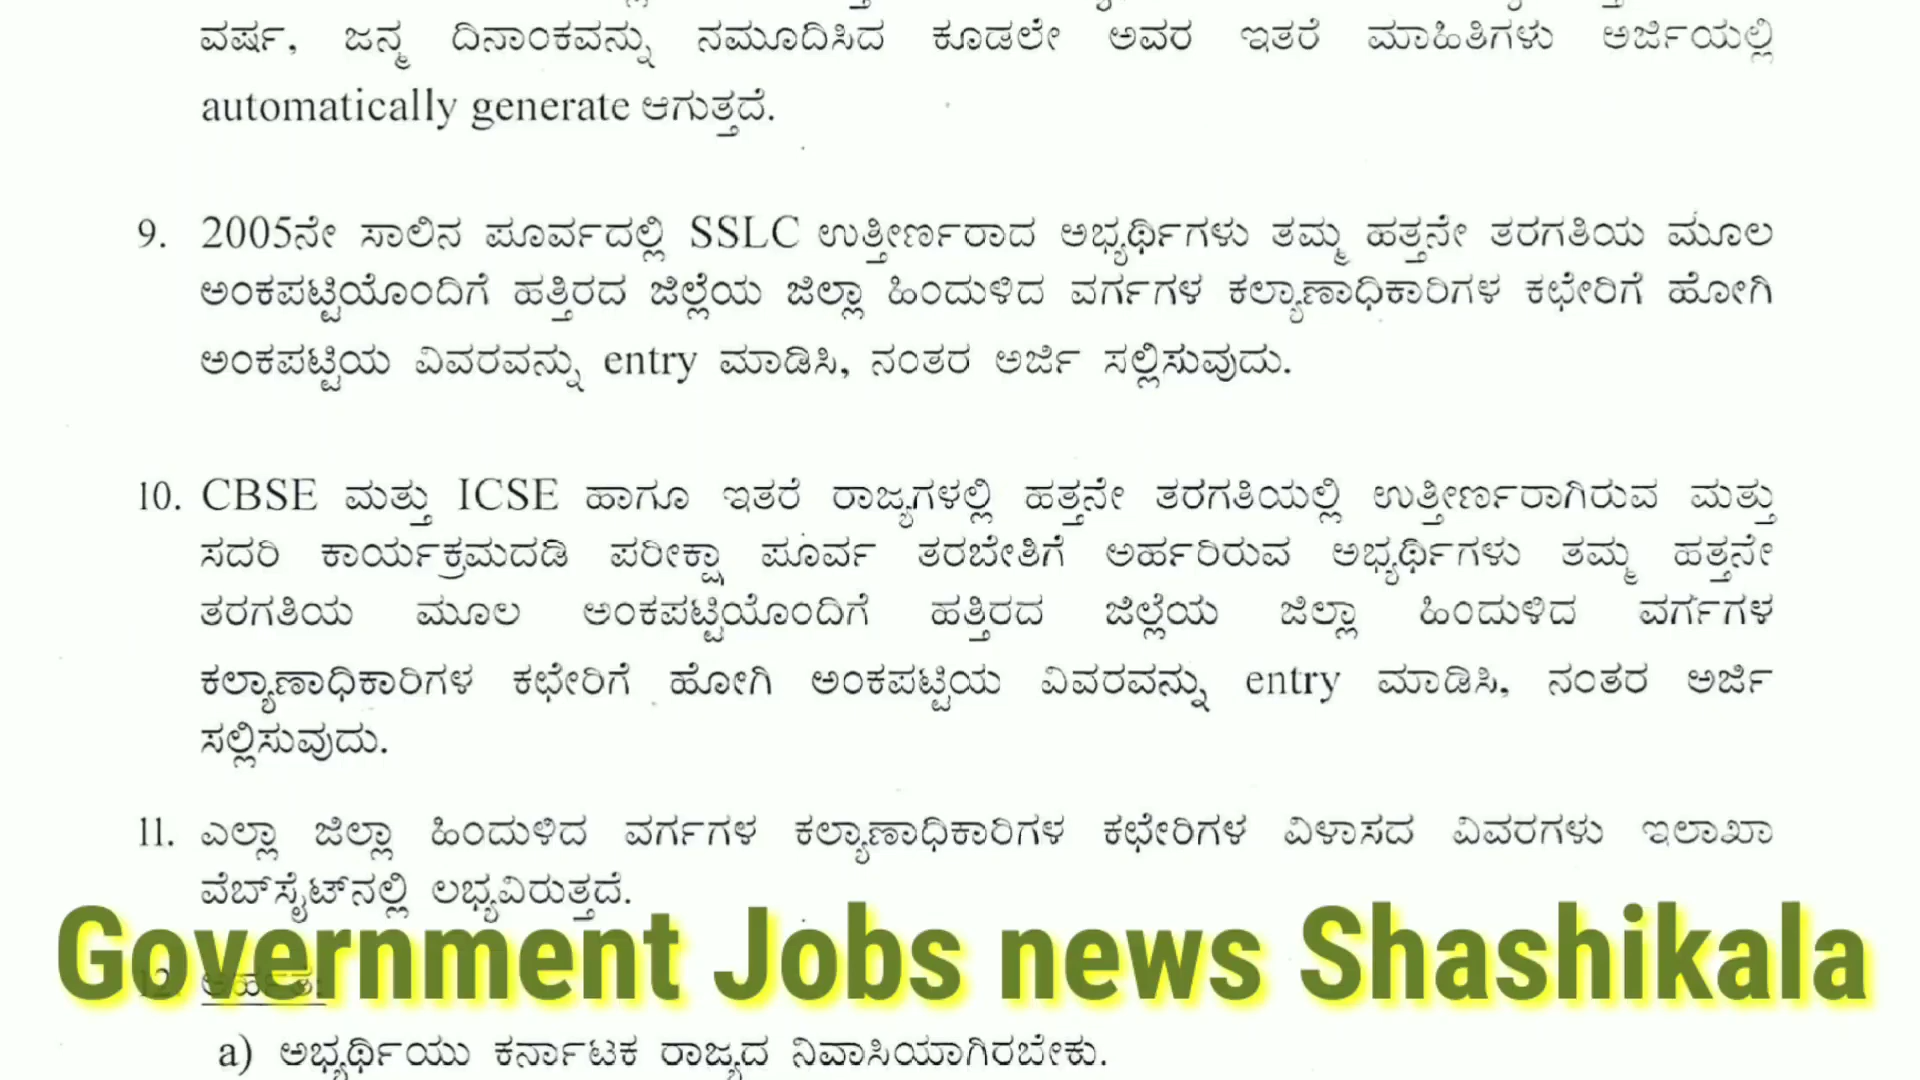 ವರ್ಷ, ಜನ್ಮ ದಿನಾಂಕವನ್ನು ನಮೂದಿಸಿದ ಕೂಡಲೇ ಅವರ ಇತರೆ ಮಾಹಿತಿಗಳು ಅರ್ಜಿಯಲ್ಲಿ
automatically generate ಆಗುತ್ತದೆ.
9. 2005ನೇ ಸಾಲಿನ ಪೂರ್ವದಲ್ಲಿ SSLC ಉತ್ತೀರ್ಣರಾದ ಅಭ್ಯರ್ಥಿಗಳು ತಮ್ಮ ಹತ್ತನೇ ತರಗತಿಯ ಮೂಲ
ಅಂಕಪಟ್ಟಿಯೊಂದಿಗೆ ಹತ್ತಿರದ ಜಿಲ್ಲೆಯ ಜಿಲ್ಲಾ ಹಿಂದುಳಿದ ವರ್ಗಗಳ ಕಲ್ಯಾಣಾಧಿಕಾರಿಗಳ ಕಛೇರಿಗೆ ಹೋಗಿ
ಅಂಕಪಟ್ಟಿಯ ವಿವರವನ್ನು entry ಮಾಡಿಸಿ, ನಂತರ ಅರ್ಜಿ ಸಲ್ಲಿಸುವುದು.
10. CBSE ಮತ್ತು ICSE ಹಾಗೂ ಇತರೆ ರಾಜ್ಯಗಳಲ್ಲಿ ಹತ್ತನೇ ತರಗತಿಯಲ್ಲಿ ಉತ್ತೀರ್ಣರಾಗಿರುವ ಮತ್ತು
ಸದರಿ ಕಾರ್ಯಕ್ರಮದಡಿ ಪರೀಕ್ಷಾ ಪೂರ್ವ ತರಬೇತಿಗೆ ಅರ್ಹರಿರುವ ಅಭ್ಯರ್ಥಿಗಳು ತಮ್ಮ ಹತ್ತನೇ
ತರಗತಿಯ ಮೂಲ ಅಂಕಪಟ್ಟಿಯೊಂದಿಗೆ ಹತ್ತಿರದ ಜಿಲ್ಲೆಯ ಜಿಲ್ಲಾ ಹಿಂದುಳಿದ ವರ್ಗಗಳ
ಕಲ್ಯಾಣಾಧಿಕಾರಿಗಳ ಕಛೇರಿಗೆ ಹೋಗಿ ಅಂಕಪಟ್ಟಿಯ ವಿವರವನ್ನು entry ಮಾಡಿಸಿ, ನಂತರ ಅರ್ಜಿ
ಸಲ್ಲಿಸುವುದು.
11. ಎಲ್ಲಾ ಜಿಲ್ಲಾ ಹಿಂದುಳಿದ ವರ್ಗಗಳ ಕಲ್ಯಾಣಾಧಿಕಾರಿಗಳ ಕಛೇರಿಗಳ ವಿಳಾಸದ ವಿವರಗಳು ಇಲಾಖಾ
ವೆಬ್‌ಸೈಟ್‌ನಲ್ಲಿ ಲಭ್ಯವಿರುತ್ತದೆ.
Government Jobs news Shashikala
12. ಅರ್ಹತೆ:
a) ಅಭ್ಯರ್ಥಿಯು ಕರ್ನಾಟಕ ರಾಜ್ಯದ ನಿವಾಸಿಯಾಗಿರಬೇಕು.